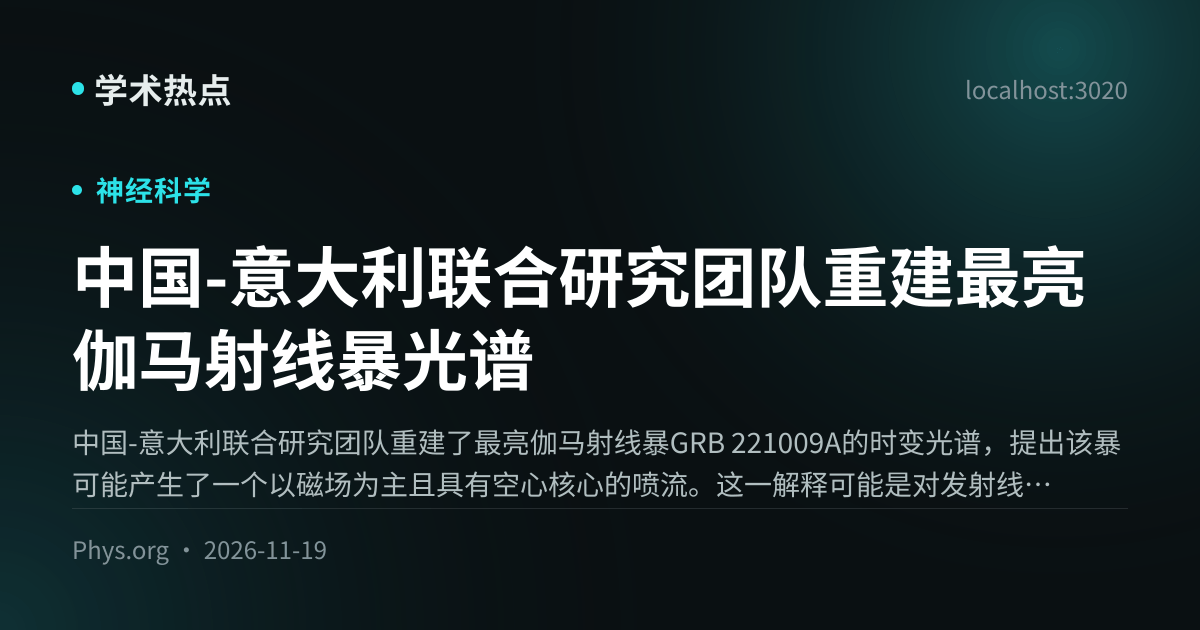 学术热点
localhost:3020
神经科学
中国-意大利联合研究团队重建最亮
伽马射线暴光谱
中国-意大利联合研究团队重建了最亮伽马射线暴GRB 221009A的时变光谱，提出该暴
可能产生了一个以磁场为主且具有空心核心的喷流。这一解释可能是对发射线…
Phys.org · 2026-11-19